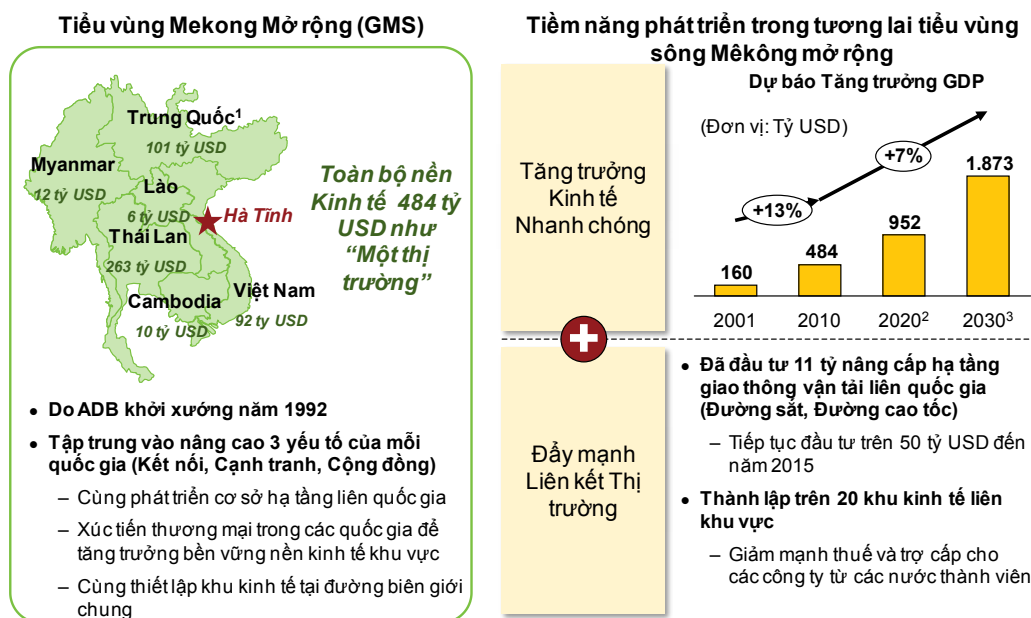 Tiểu vùng Mekong Mở rộng (GMS)
Trung Quốc¹
101 tỷ USD
Myanmar
12 tỷ USD
Lào
6 tỷ USD
Hà Tĩnh
Thái Lan
263 tỷ USD
Việt Nam
92 ty USD
Cambodia
10 tỷ USD
Toàn bộ nền
Kinh tế 484 tỷ
USD như
“Một thị
trường”
• Do ADB khởi xướng năm 1992
• Tập trung vào nâng cao 3 yếu tố của mỗi
quốc gia (Kết nối, Cạnh tranh, Cộng đồng)
– Cùng phát triển cơ sở hạ tầng liên quốc gia
– Xúc tiến thương mại trong các quốc gia để
tăng trưởng bền vững nền kinh tế khu vực
– Cùng thiết lập khu kinh tế tại đường biên giới
chung
Tiềm năng phát triển trong tương lai tiểu vùng
sông Mêkông mở rộng
Tăng trưởng
Kinh tế
Nhanh chóng
Dự báo Tăng trưởng GDP
(Đơn vị: Tỷ USD)
+13%
+7%
160
484
952
1.873
2001 2010 2020² 2030³
Đẩy mạnh
Liên kết Thị
trường
• Đã đầu tư 11 tỷ nâng cấp hạ tầng
giao thông vận tải liên quốc gia
(Đường sắt, Đường cao tốc)
– Tiếp tục đầu tư trên 50 tỷ USD đến
năm 2015
• Thành lập trên 20 khu kinh tế liên
khu vực
– Giảm mạnh thuế và trợ cấp cho
các công ty từ các nước thành viên